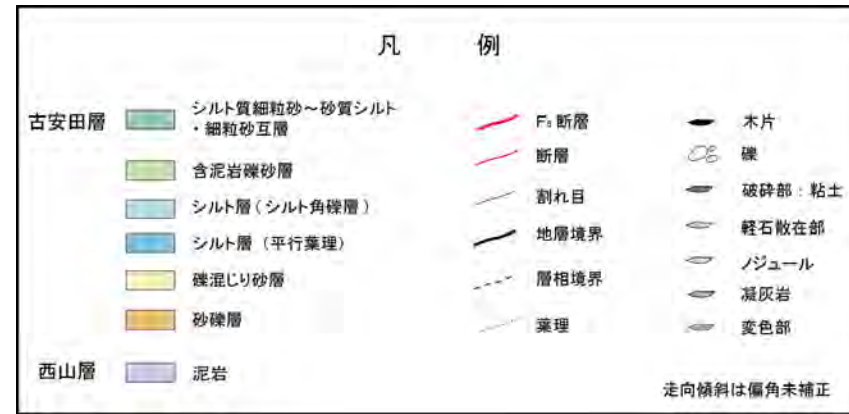 凡 例
古安田層
シルト質細粒砂～砂質シルト
・細粒砂互層
含泥岩礫砂層
シルト層（シルト角礫層）
シルト層（平行葉理）
礫混じり砂層
砂礫層
西山層
泥岩
F₅断層
断層
割れ目
地層境界
層相境界
葉理
木片
礫
破砕部：粘土
軽石散在部
ノジュール
凝灰岩
変色部
走向傾斜は偏角未補正